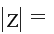 |z| =